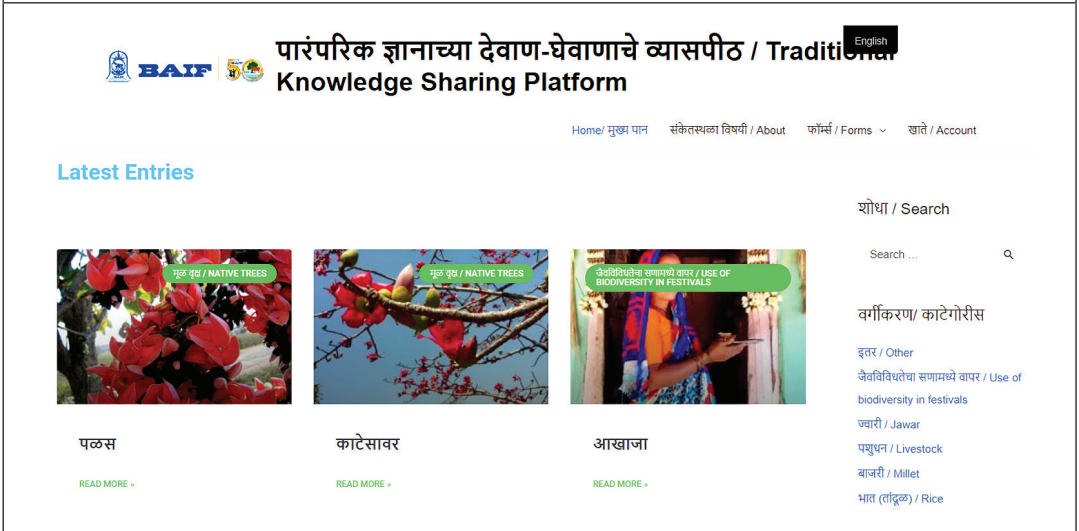 BAIF 50
पारंपरिक ज्ञानाच्या देवाण-घेवाणाचे व्यासपीठ / Traditional
Knowledge Sharing Platform
English
Home/ मुख्य पान संकेतस्थळा विषयी / About फॉर्म्स / Forms खाते / Account
Latest Entries
मूळ वृक्ष / NATIVE TREES
पळस
READ MORE »
मूळ वृक्ष / NATIVE TREES
काटेसावर
READ MORE »
जैवविविधतेचा सणामध्ये वापर / USE OF
BIODIVERSITY IN FESTIVALS
आखाजा
READ MORE »
शोधा / Search
Search ...
वर्गीकरण/ काटेगोरीस
इतर / Other
जैवविविधतेचा सणामध्ये वापर / Use of
biodiversity in festivals
ज्वारी / Jawar
पशुधन / Livestock
बाजरी / Millet
भात (तांदूळ) / Rice